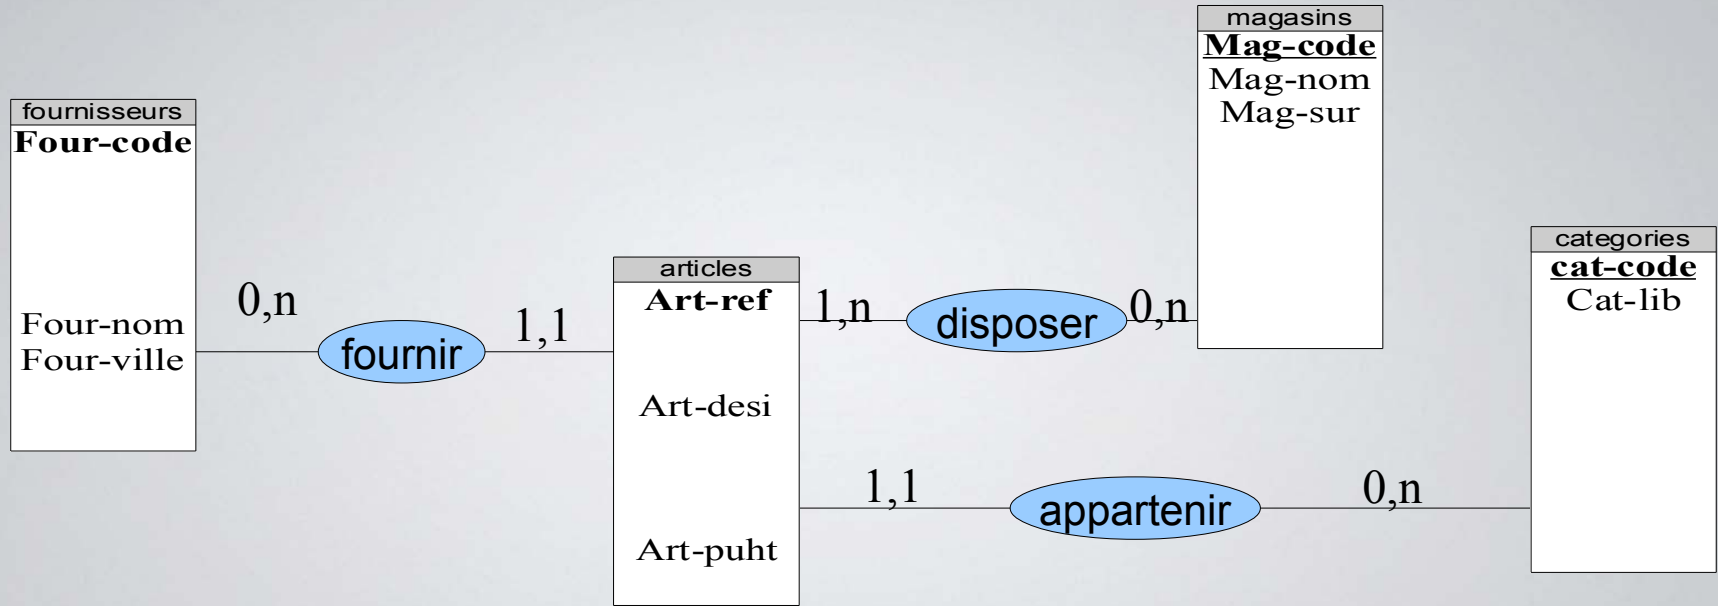 magasins
Mag-code
Mag-nom
Mag-sur
fournisseurs
Four-code
Four-nom
Four-ville
0,n
fournir
1,1
articles
Art-ref
Art-desi
Art-puht
1,n
disposer
0,n
1,1
appartenir
0,n
categories
cat-code
Cat-lib